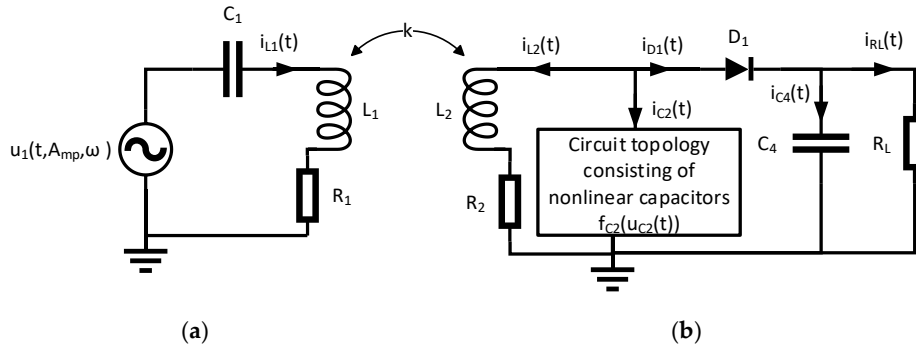 C1
iL1(t)
k
iL2(t)
iD1(t)
D1
iRL(t)
L1
L2
iC2(t)
iC4(t)
u1(t,Amp,ω )
R1
R2
Circuit topology
consisting of
nonlinear capacitors
fC2(uC2(t))
C4
RL
(a)
(b)